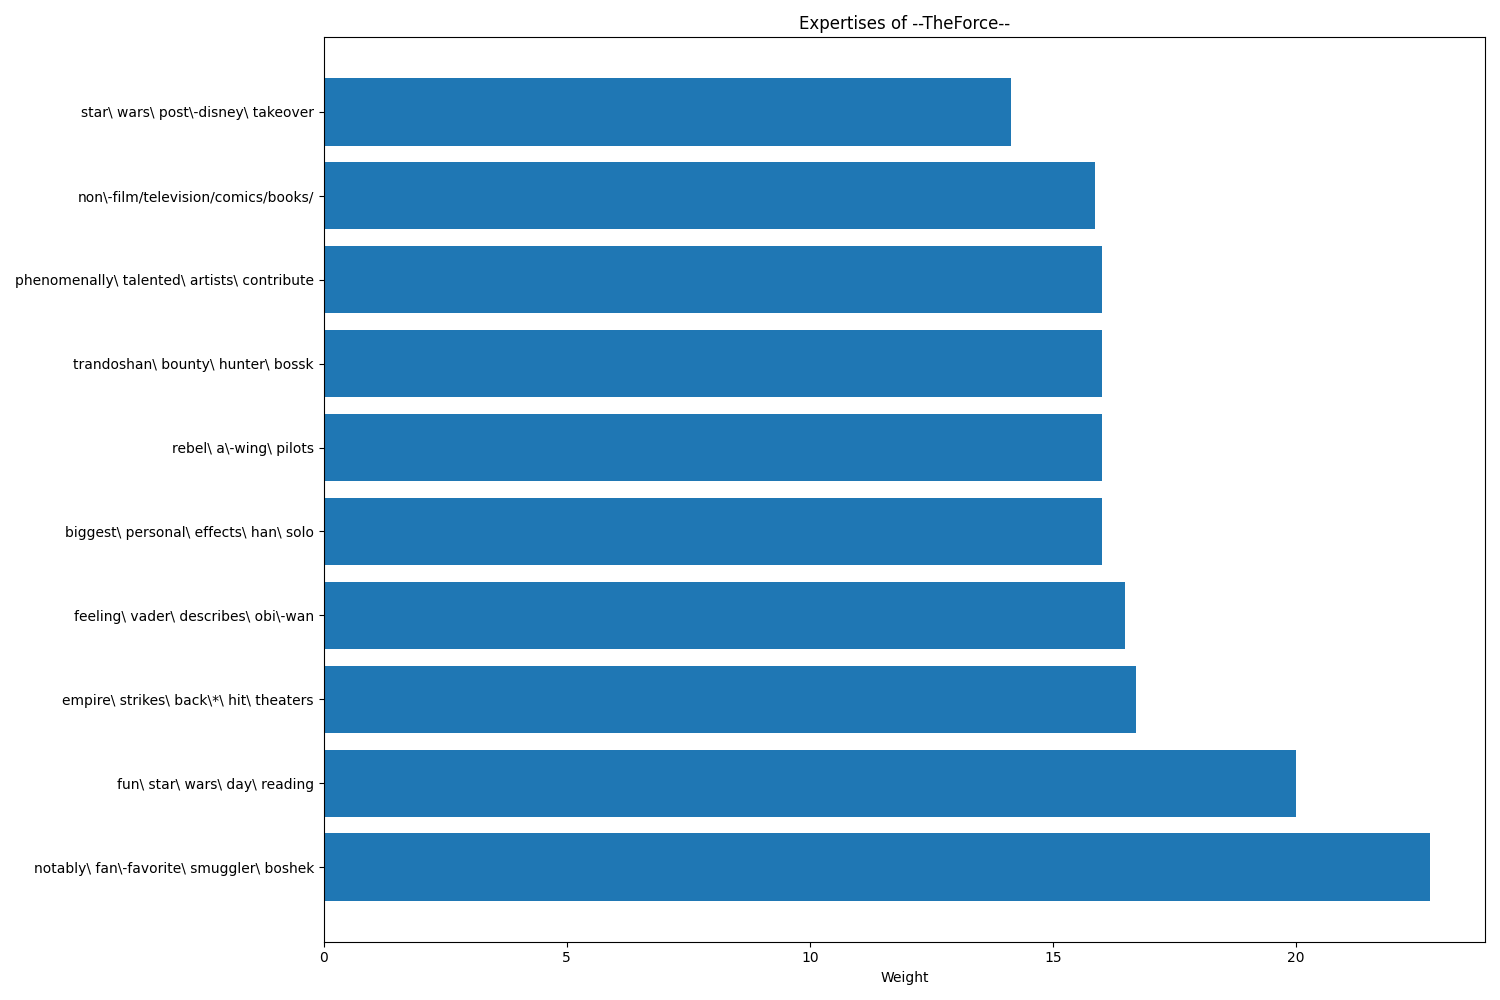 Expertises of --TheForce--
star\ wars\ post\-disney\ takeover
non\-film/television/comics/books/
phenomenally\ talented\ artists\ contribute
trandoshan\ bounty\ hunter\ bossk
rebel\ a\-wing\ pilots
biggest\ personal\ effects\ han\ solo
feeling\ vader\ describes\ obi\-wan
empire\ strikes\ back\*\ hit\ theaters
fun\ star\ wars\ day\ reading
notably\ fan\-favorite\ smuggler\ boshek
0 5 10 15 20
Weight